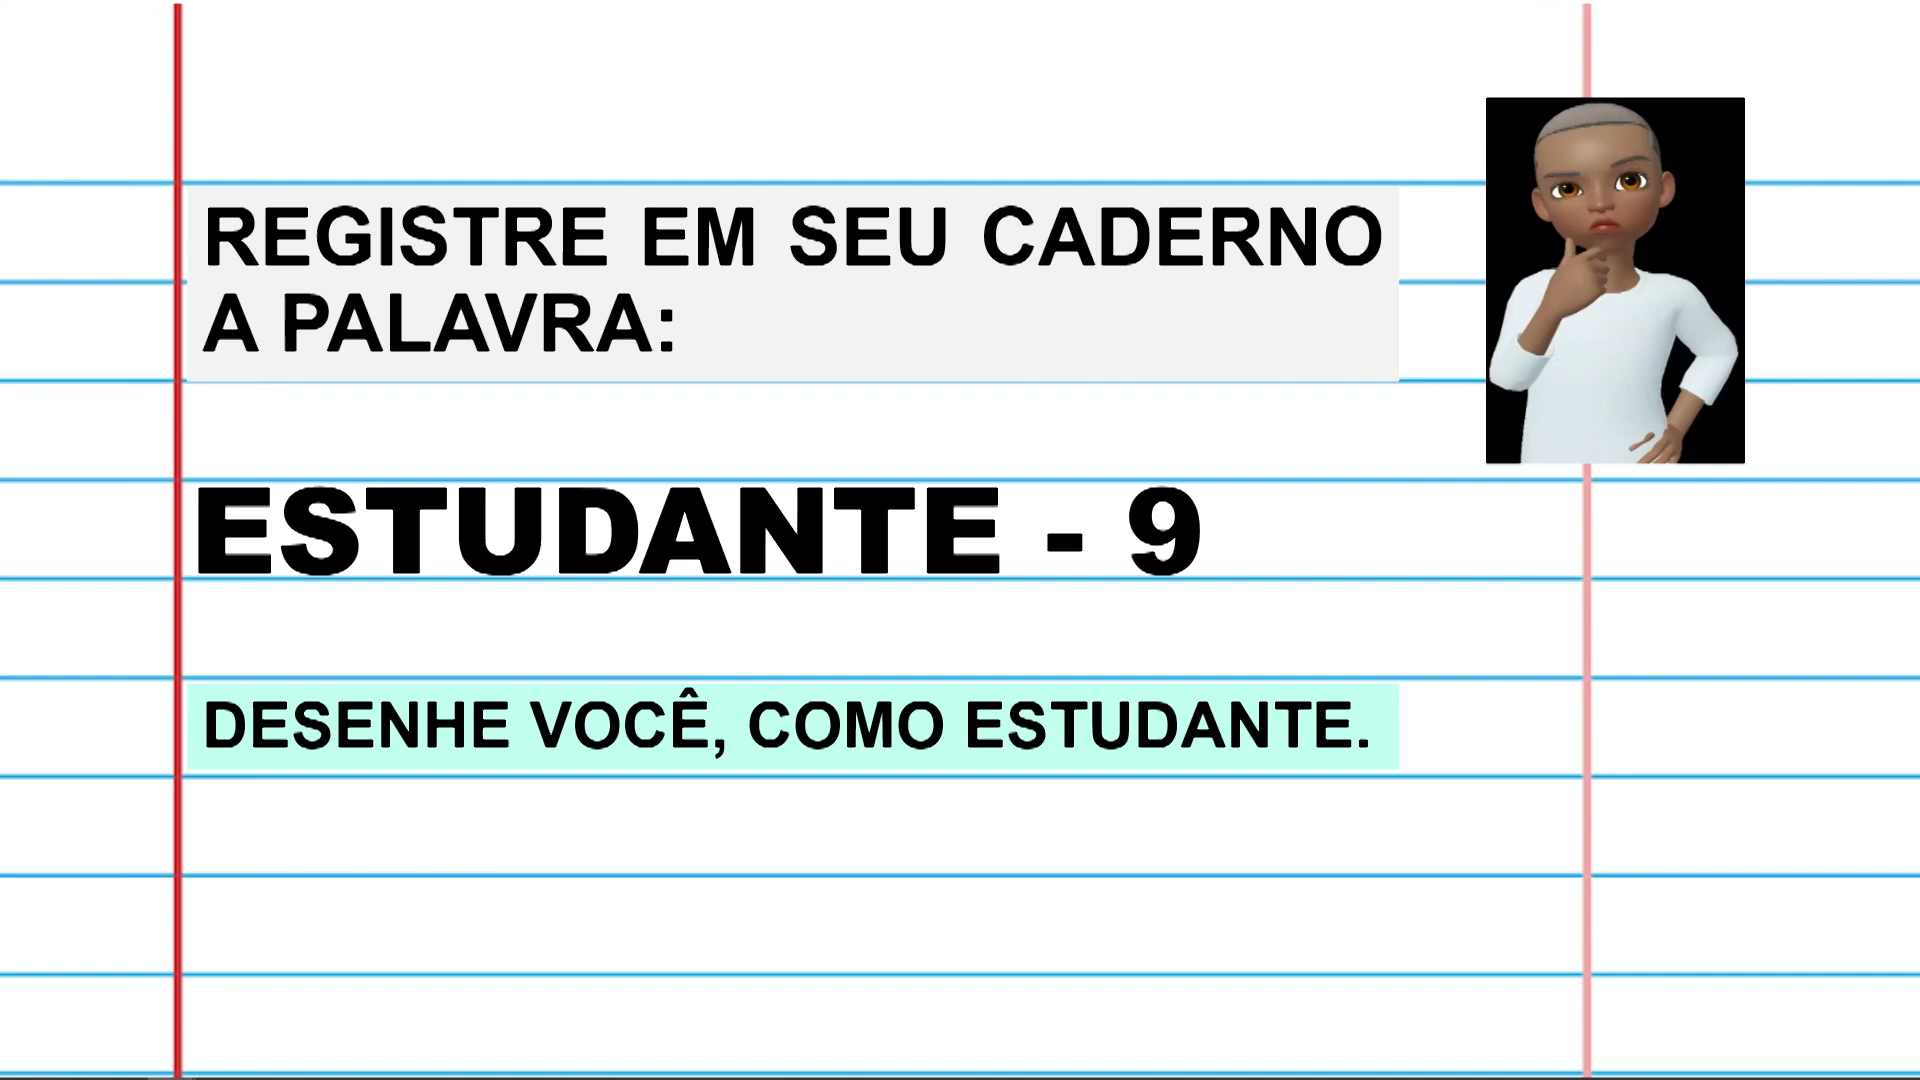 REGISTRE EM SEU CADERNO
A PALAVRA:
ESTUDANTE - 9
DESENHE VOCÊ, COMO ESTUDANTE.